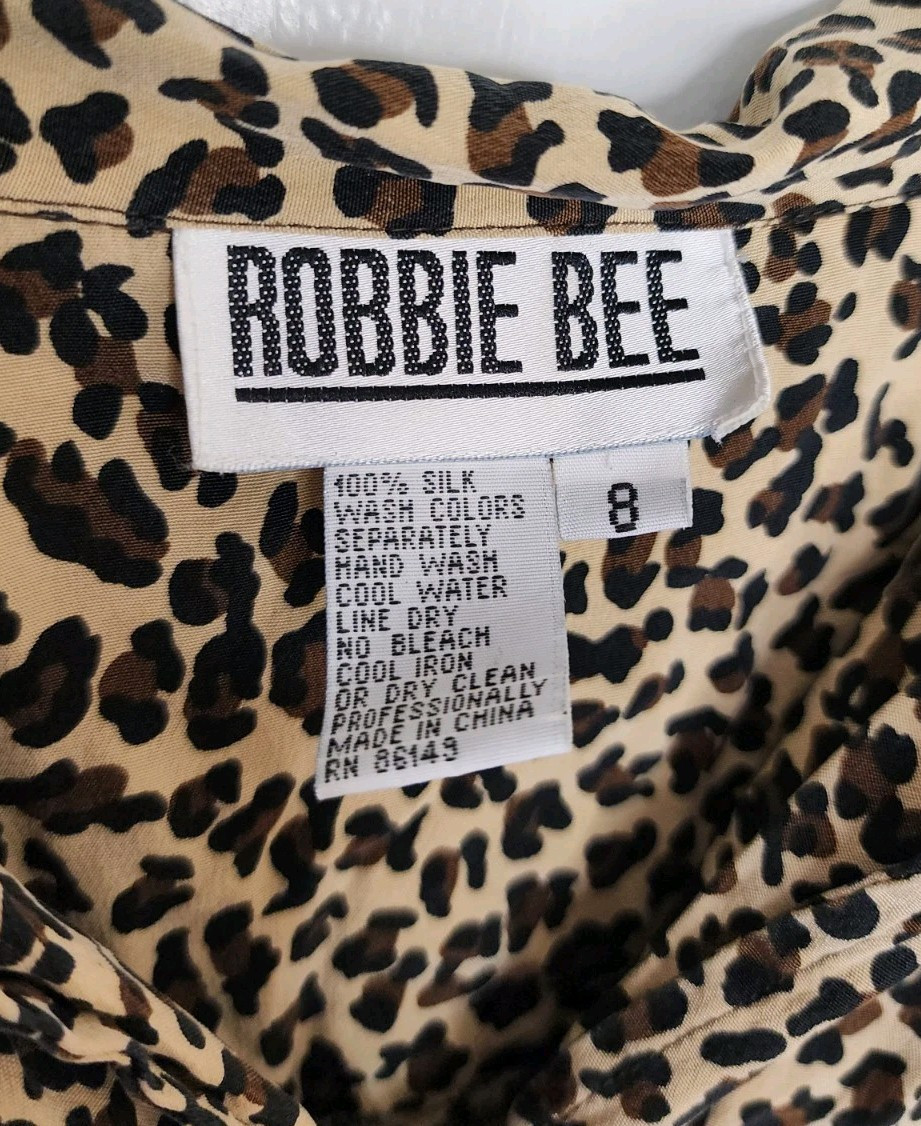 ROBBIE BEE
100% SILK
WASH COLORS
SEPARATELY
HAND WASH
COOL WATER
LINE DRY
NO BLEACH
COOL IRON
OR DRY CLEAN
PROFESSIONALLY
MADE IN CHINA
RN 86149
8